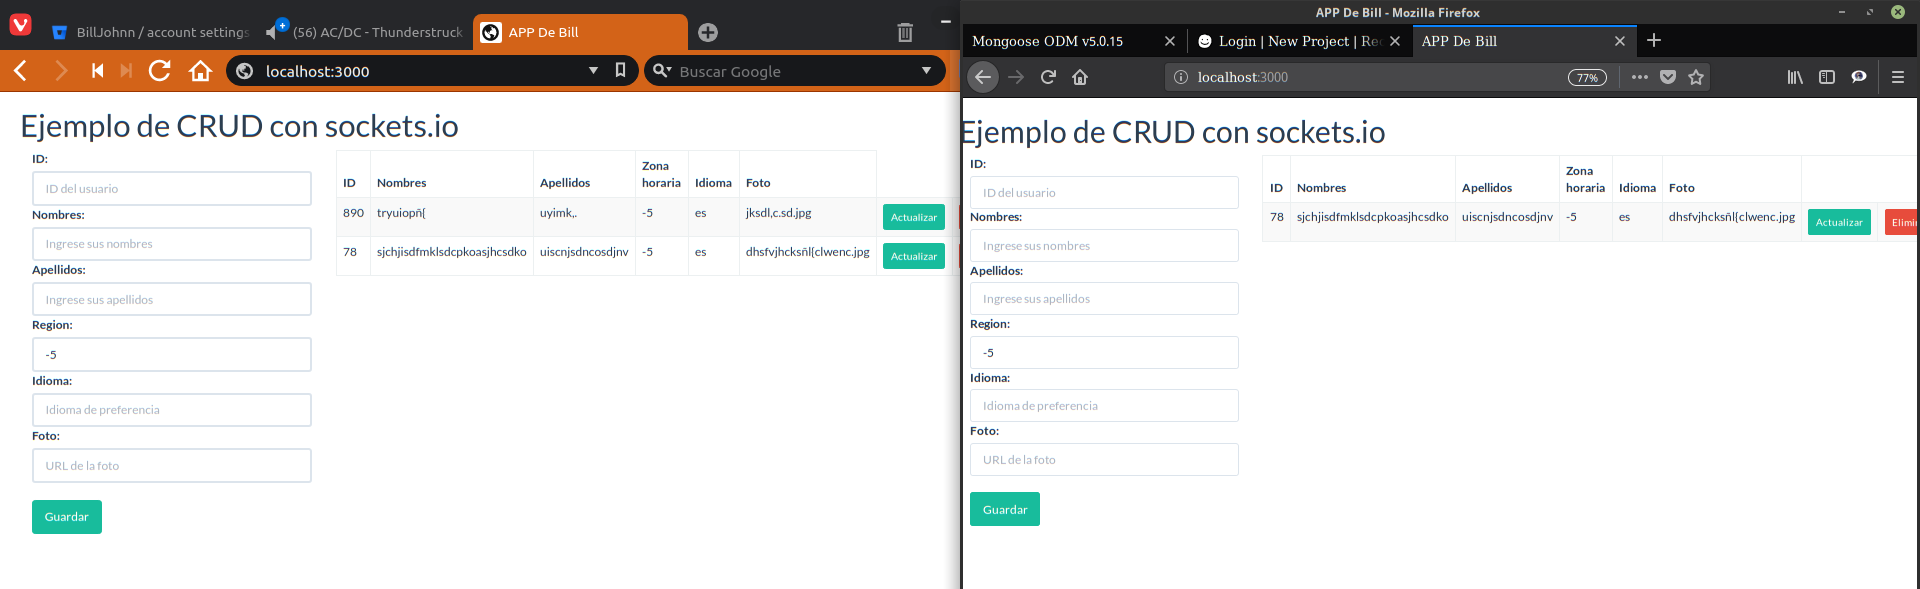 BillJohnn / account settings
(56) AC/DC - Thunderstruck
APP De Bill
localhost:3000
Buscar Google
Ejemplo de CRUD con sockets.io
ID:
ID del usuario
Nombres:
Ingrese sus nombres
Apellidos:
Ingrese sus apellidos
Region:
-5
Idioma:
Idioma de preferencia
Foto:
URL de la foto
Guardar
ID Nombres Apellidos Zona horaria Idioma Foto
890 tryuiopñ{ uyimk,. -5 es jksdl,c.sd.jpg Actualizar
78 sjchjisdfmklsdcpkoasjhcsdko uiscnjsdncosdjnv -5 es dhsfvjhcksñl{clwenc.jpg Actualizar
APP De Bill - Mozilla Firefox
Mongoose ODM v5.0.15
Login | New Project | Rec
APP De Bill
localhost:3000
77%
Ejemplo de CRUD con sockets.io
ID:
ID del usuario
Nombres:
Ingrese sus nombres
Apellidos:
Ingrese sus apellidos
Region:
-5
Idioma:
Idioma de preferencia
Foto:
URL de la foto
Guardar
ID Nombres Apellidos Zona horaria Idioma Foto
78 sjchjisdfmklsdcpkoasjhcsdko uiscnjsdncosdjnv -5 es dhsfvjhcksñl{clwenc.jpg Actualizar Elimi